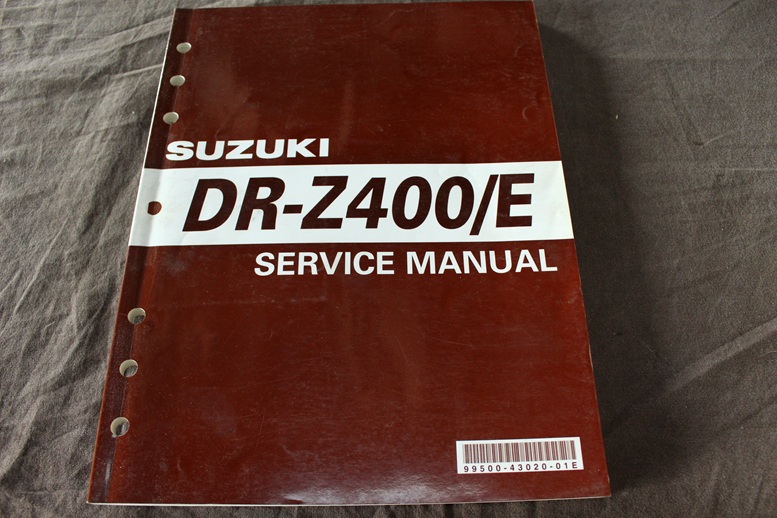 SUZUKI
DR-Z400/E
SERVICE MANUAL
99500-43020-01E